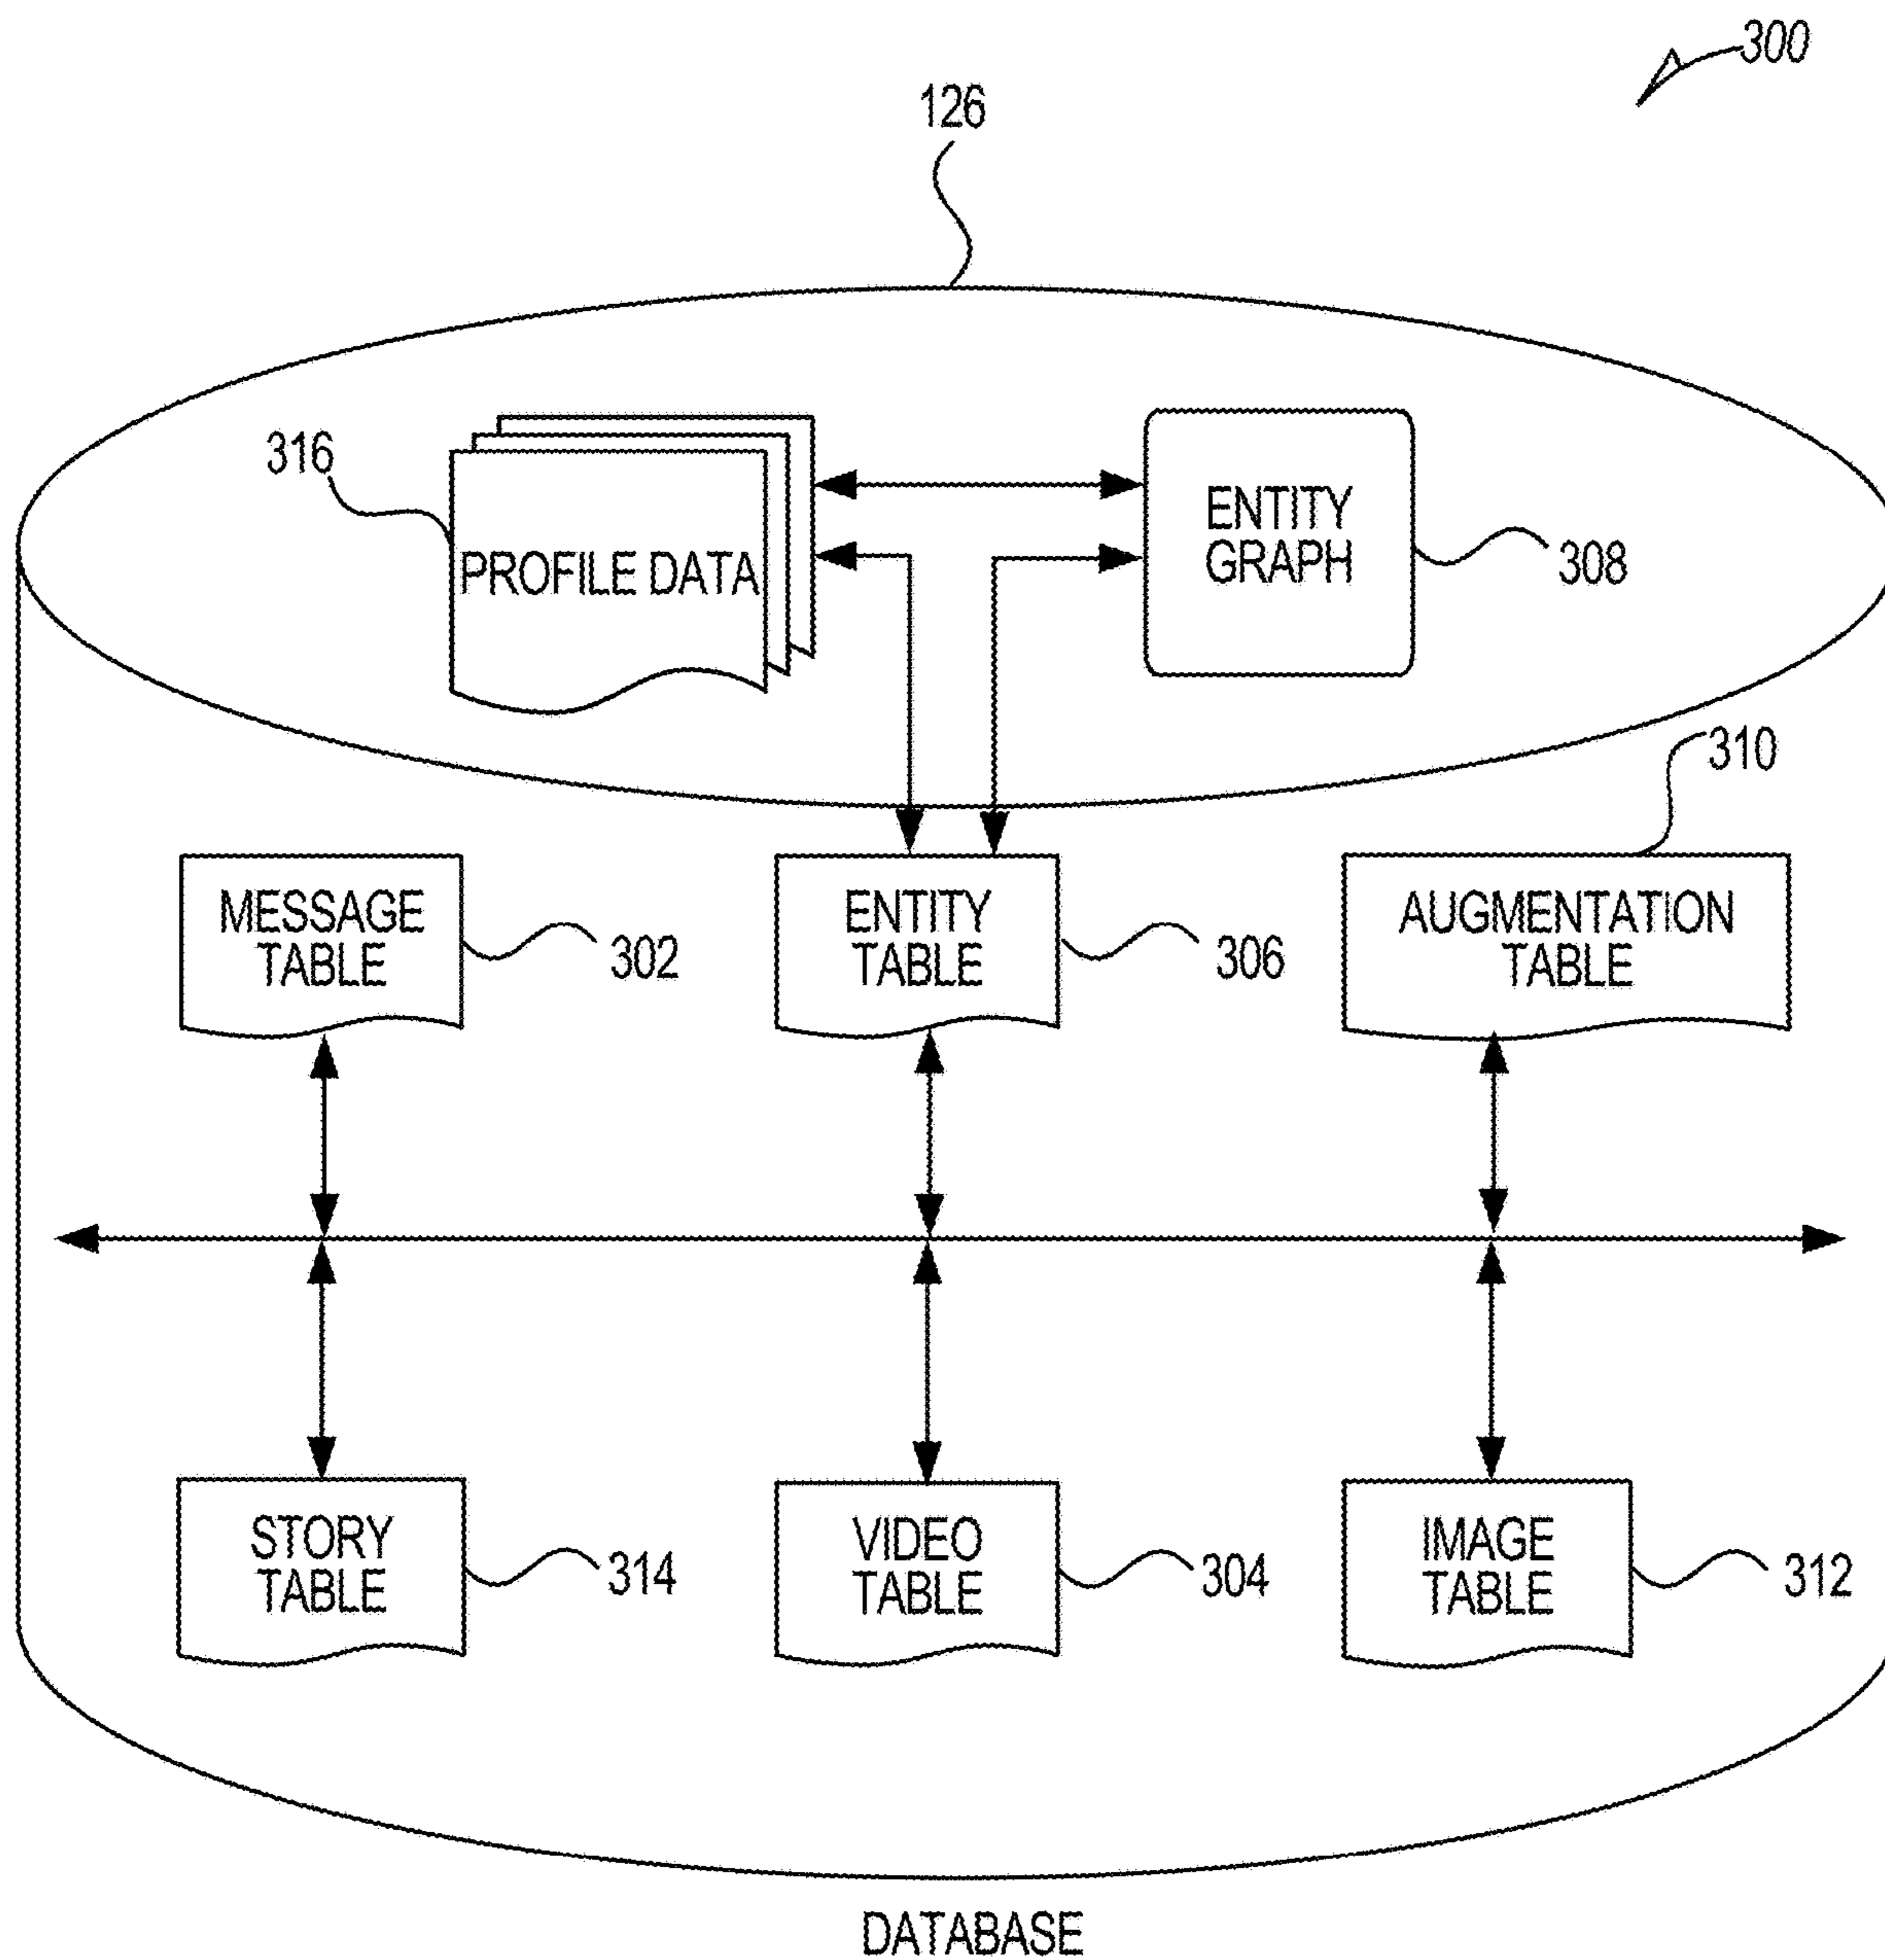 300
126
316
PROFILE DATA
ENTITY
GRAPH
308
310
MESSAGE
TABLE
302
ENTITY
TABLE
306
AUGMENTATION
TABLE
STORY
TABLE
314
VIDEO
TABLE
304
IMAGE
TABLE
312
DATABASE